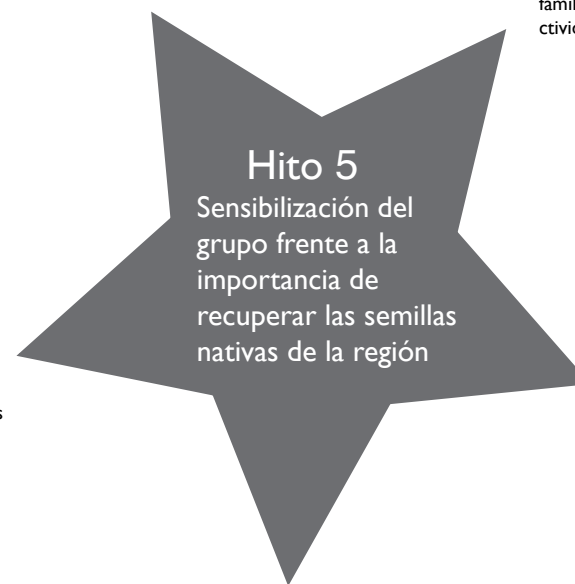 Hito 5
Sensibilización del
grupo frente a la
importancia de
recuperar las semillas
nativas de la región